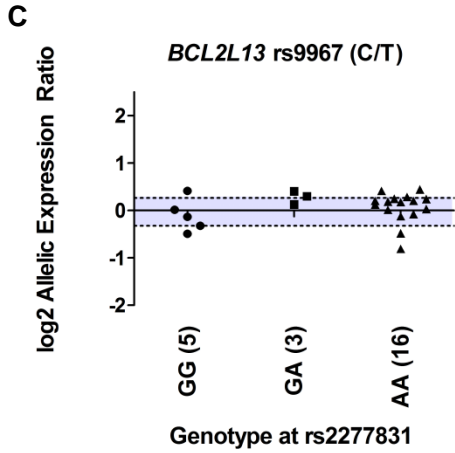 C
BCL2L13 rs9967 (C/T)
log2 Allelic Expression Ratio
2
1
0
-1
-2
GG (5)
GA (3)
AA (16)
Genotype at rs2277831